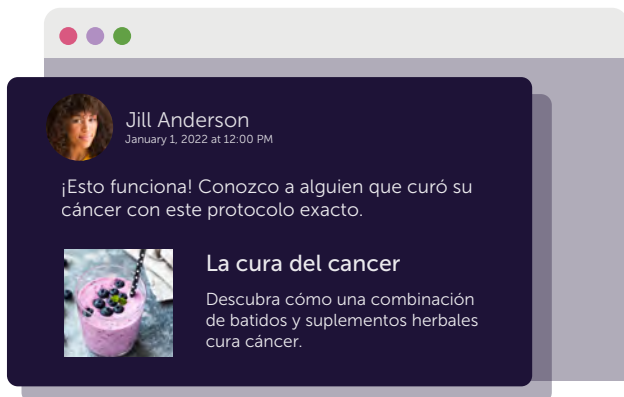 Jill Anderson
January 1, 2022 at 12:00 PM
¡Esto funciona! Conozco a alguien que curó su
cáncer con este protocolo exacto.
La cura del cancer
Descubra cómo una combinación
de batidos y suplementos herbales
cura cáncer.